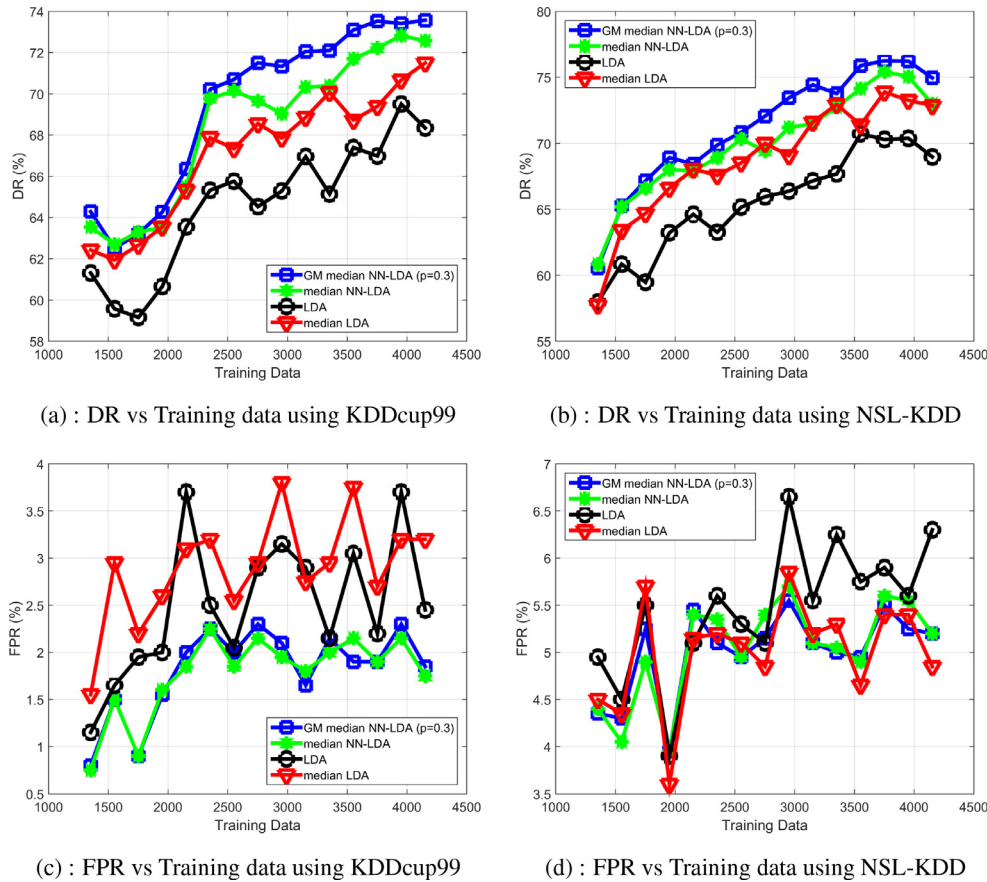 74
72
70
68
66
64
62
60
58
DR (%)
1000 1500 2000 2500 3000 3500 4000 4500
Training Data
GM median NN-LDA (p=0.3)
median NN-LDA
LDA
median LDA
(a) : DR vs Training data using KDDcup99
80
75
70
65
60
55
DR (%)
1000 1500 2000 2500 3000 3500 4000 4500
Training Data
GM median NN-LDA (p=0.3)
median NN-LDA
LDA
median LDA
(b) : DR vs Training data using NSL-KDD
4
3.5
3
2.5
2
1.5
1
0.5
FPR (%)
1000 1500 2000 2500 3000 3500 4000 4500
Training Data
GM median NN-LDA (p=0.3)
median NN-LDA
LDA
median LDA
(c) : FPR vs Training data using KDDcup99
7
6.5
6
5.5
5
4.5
4
3.5
FPR (%)
1000 1500 2000 2500 3000 3500 4000 4500
Training Data
GM median NN-LDA (p=0.3)
median NN-LDA
LDA
median LDA
(d) : FPR vs Training data using NSL-KDD